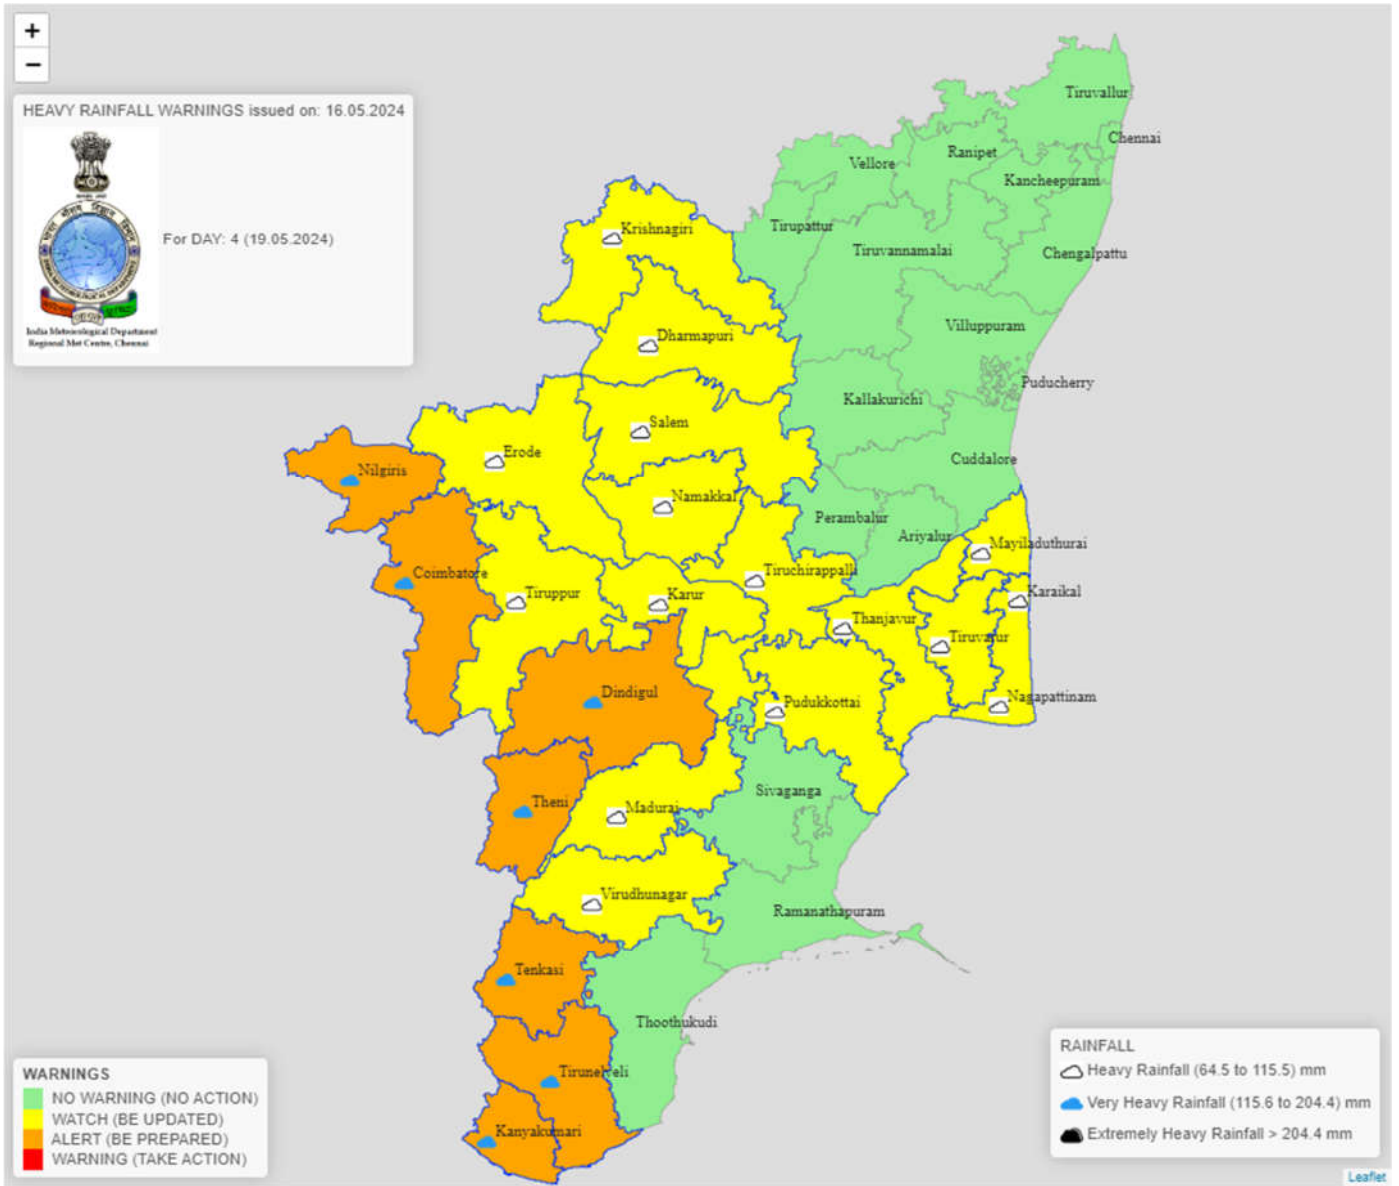 +
−
HEAVY RAINFALL WARNINGS issued on: 16.05.2024
For DAY: 4 (19.05.2024)
India Meteorological Department
Regional Met Centre, Chennai
Tiruvallur
Chennai
Ranipet
Vellore
Kancheepuram
Krishnagiri
Tirupattur
Tiruvannamalai
Chengalpattu
Villuppuram
Dharmapuri
Puducherry
Kallakurichi
Salem
Erode
Cuddalore
Nilgiris
Namakkal
Perambalur
Ariyalur
Mayiladuthurai
Coimbatore
Tiruchirappalli
Tiruppur
Karur
Karaikal
Thanjavur
Tiruvarur
Dindigul
Nagapattinam
Pudukkottai
Sivaganga
Theni
Madurai
Virudhunagar
Ramanathapuram
Tenkasi
Thoothukudi
Tirunelveli
Kanyakumari
WARNINGS
NO WARNING (NO ACTION)
WATCH (BE UPDATED)
ALERT (BE PREPARED)
WARNING (TAKE ACTION)
RAINFALL
Heavy Rainfall (64.5 to 115.5) mm
Very Heavy Rainfall (115.6 to 204.4) mm
Extremely Heavy Rainfall > 204.4 mm
Leaflet